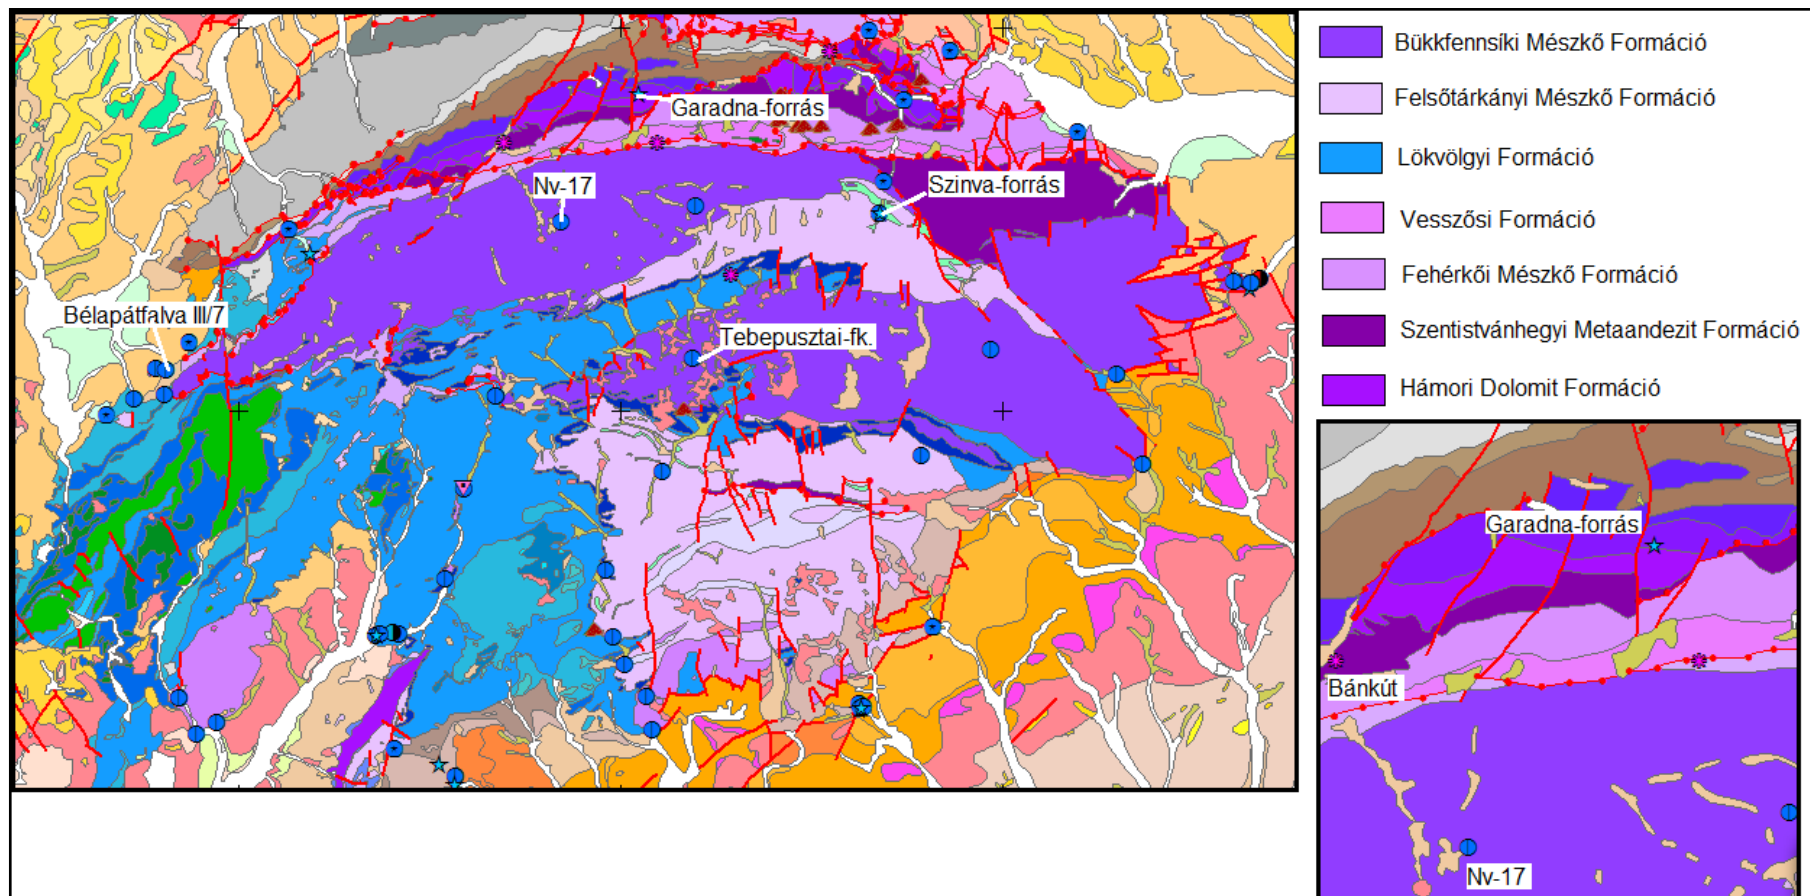 Garadna-forrás
Nv-17
Szinva-forrás
Bélapátfalva III/7
Tebepusztai-fk.
Bükkfennsíki Mészkő Formáció
Felsőtárkányi Mészkő Formáció
Lökvölgyi Formáció
Vesszősi Formáció
Fehérkői Mészkő Formáció
Szentistvánhegyi Metaandezit Formáció
Hámori Dolomit Formáció
Garadna-forrás
Bánkút
Nv-17